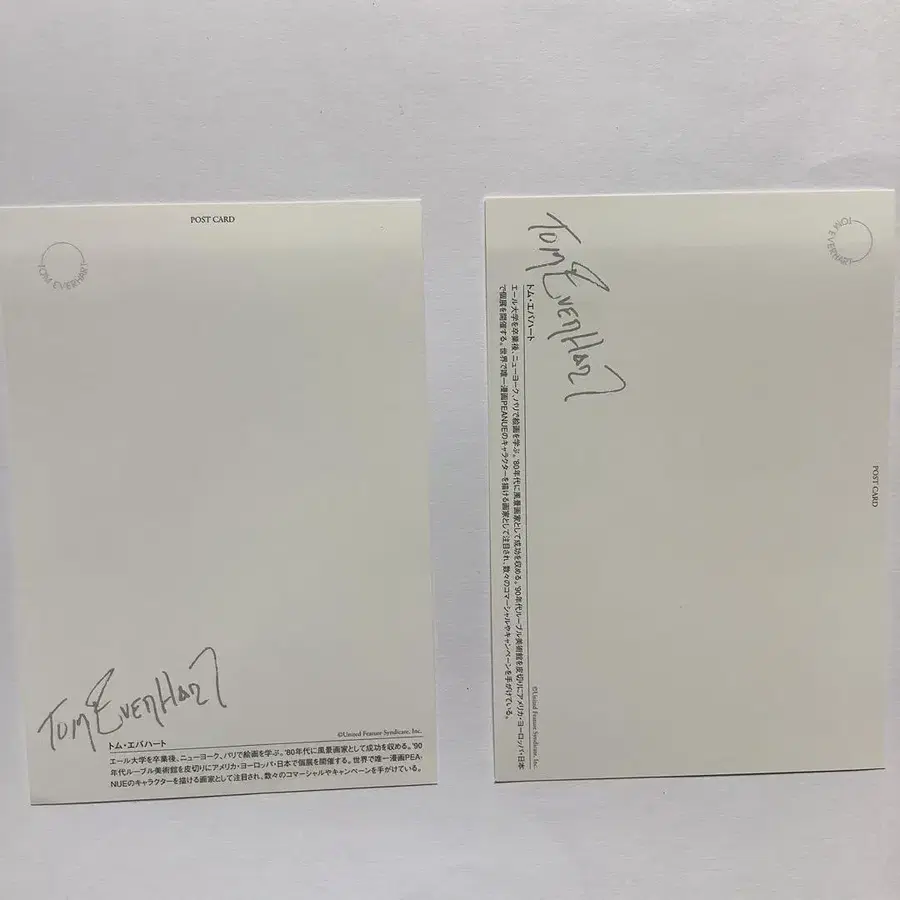 POST CARD
TOM EVERHART
TOM EVERHART
©United Feature Syndicate, Inc.
トム・エバハート
エール大学を卒業後、ニューヨーク、パリで絵画を学ぶ。'80年代に風景画家として成功を収める。'90
年代ルーブル美術館を皮切りにアメリカ・ヨーロッパ・日本で個展を開催する。世界で唯一漫画PEA-
NUEのキャラクターを描ける画家として注目され、数々のコマーシャルやキャンペーンを手がけている。
TOM EVERHART
POST CARD
TOM EVERHART
©United Feature Syndicate, Inc.
トム・エバハート
エール大学を卒業後、ニューヨーク、パリで絵画を学ぶ。'80年代に風景画家として成功を収める。'90年代ルーブル美術館を皮切りにアメリカ・ヨーロッパ・日本
で個展を開催する。世界で唯一漫画PEANUEのキャラクターを描ける画家として注目され、数々のコマーシャルやキャンペーンを手がけている。